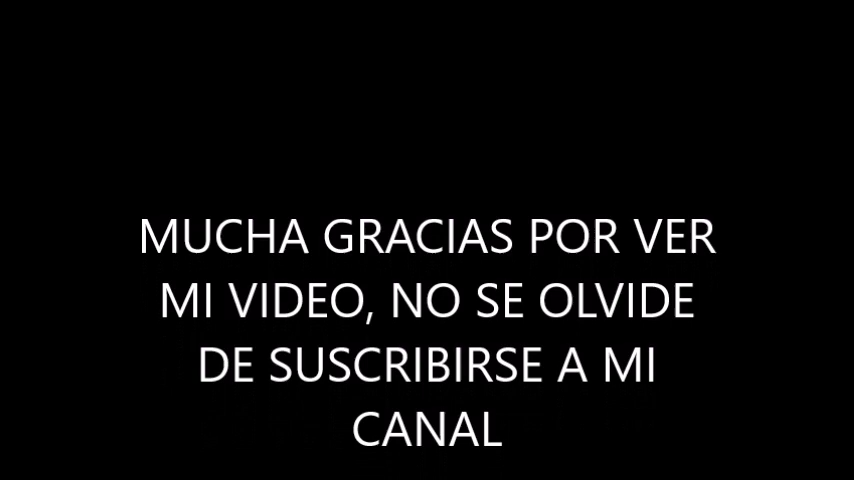 MUCHA GRACIAS POR VER
MI VIDEO, NO SE OLVIDE
DE SUSCRIBIRSE A MI
CANAL